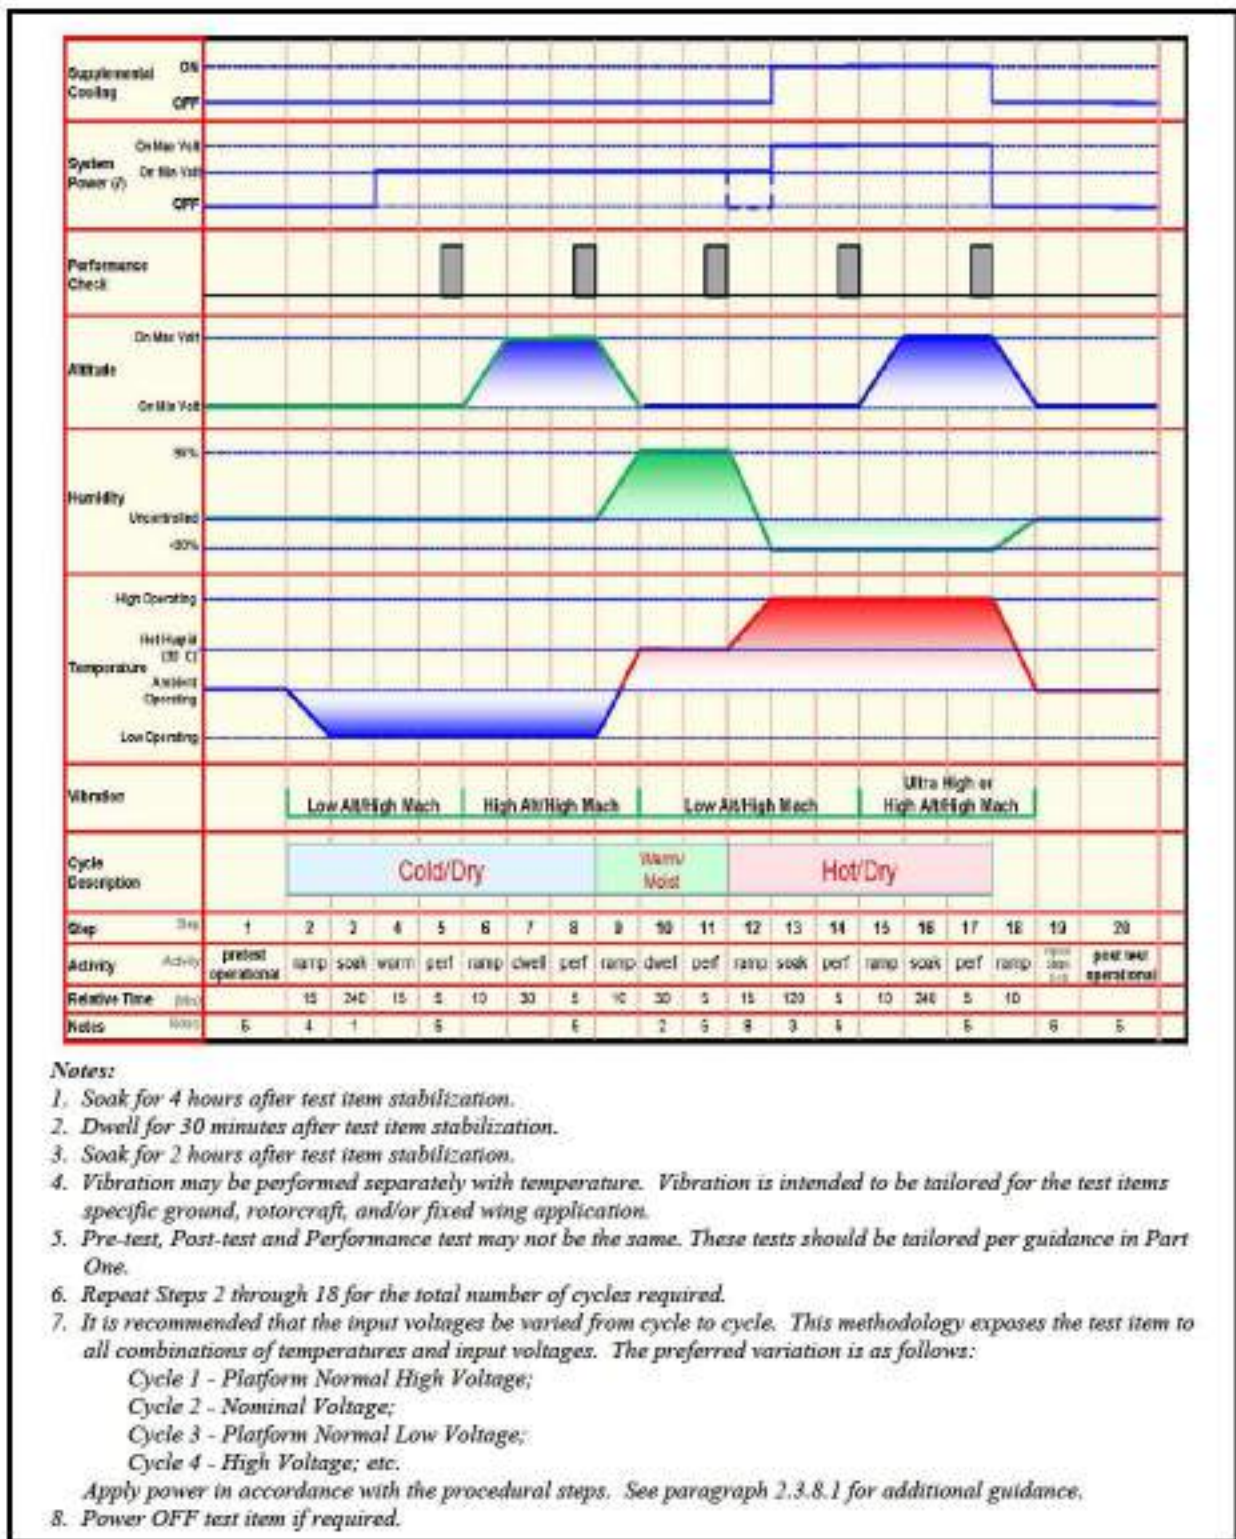 Supplemental ON
Cooling
OFF
On Max Volt
System On Min Volt
Power (7)
OFF
Performance
Check
On Max Volt
Altitude
On Min Volt
Humidity
Uncontrolled
High Operating
Hot Humid
Temperature
Ambient
Operating
Low Operating
Vibration Low Alt/High Mach High Alt/High Mach Low Alt/High Mach Ultra High or
High Alt/High Mach
Cycle Cold/Dry Warm/ Hot/Dry
Description Moist
Step Step 1 2 3 4 5 6 7 8 9 10 11 12 13 14 15 16 17 18 19 20
Activity Activity pretest ramp soak warm perf ramp dwell perf ramp dwell perf ramp soak perf ramp soak perf ramp post test
operational operational
Relative Time (Min) 15 240 15 5 10 30 5 10 30 5 15 120 5 10 240 5 10
Notes Notes
Notes:
1. Soak for 4 hours after test item stabilization.
2. Dwell for 30 minutes after test item stabilization.
3. Soak for 2 hours after test item stabilization.
4. Vibration may be performed separately with temperature. Vibration is intended to be tailored for the test items
specific ground, rotorcraft, and/or fixed wing application.
5. Pre-test, Post-test and Performance test may not be the same. These tests should be tailored per guidance in Part
One.
6. Repeat Steps 2 through 18 for the total number of cycles required.
7. It is recommended that the input voltages be varied from cycle to cycle. This methodology exposes the test item to
all combinations of temperatures and input voltages. The preferred variation is as follows:
Cycle 1 - Platform Normal High Voltage;
Cycle 2 - Nominal Voltage;
Cycle 3 - Platform Normal Low Voltage;
Cycle 4 - High Voltage; etc.
Apply power in accordance with the procedural steps. See paragraph 2.3.8.1 for additional guidance.
8. Power OFF test item if required.